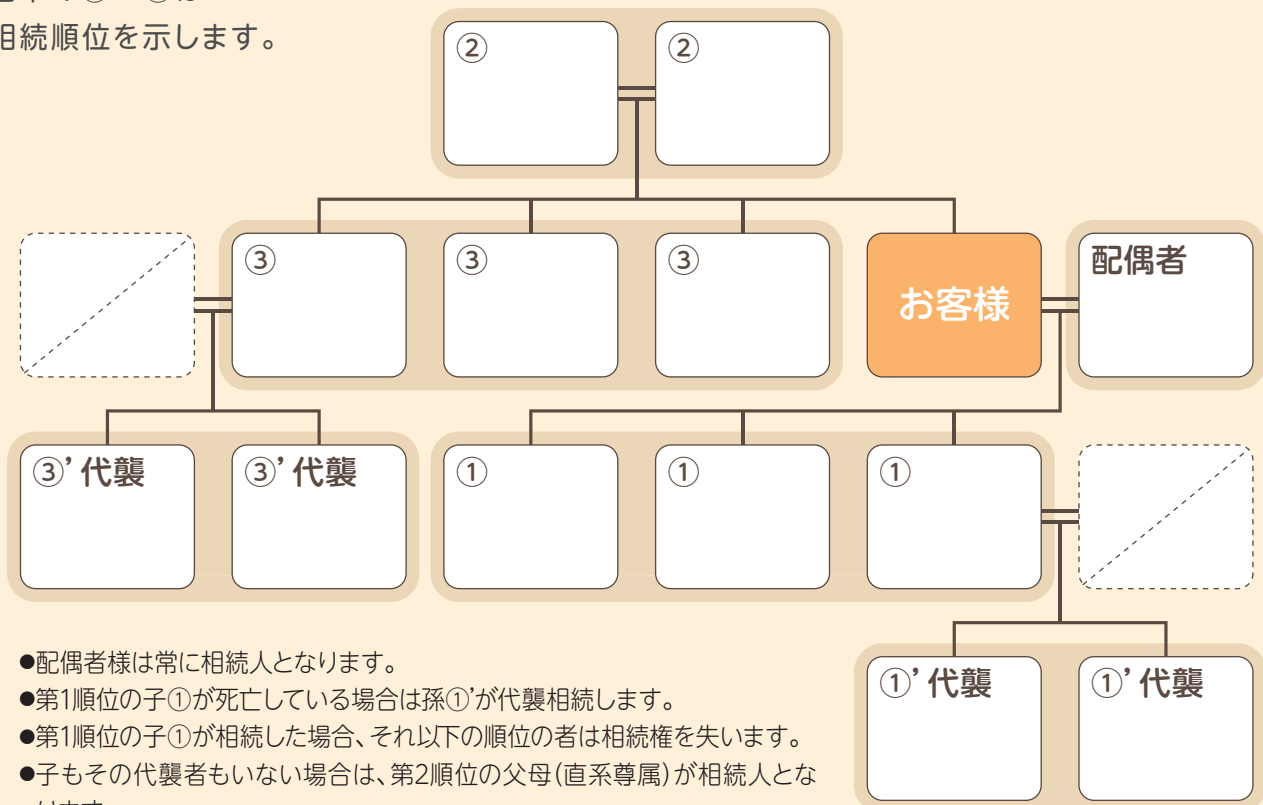 相続順位を示します。
②
②
③
③
③
お客様
配偶者
③’代襲
③’代襲
①
①
①
①’代襲
①’代襲
●配偶者様は常に相続人となります。
●第1順位の子①が死亡している場合は孫①’が代襲相続します。
●第1順位の子①が相続した場合、それ以下の順位の者は相続権を失います。
●子もその代襲者もいない場合は、第2順位の父母(直系尊属)が相続人とな